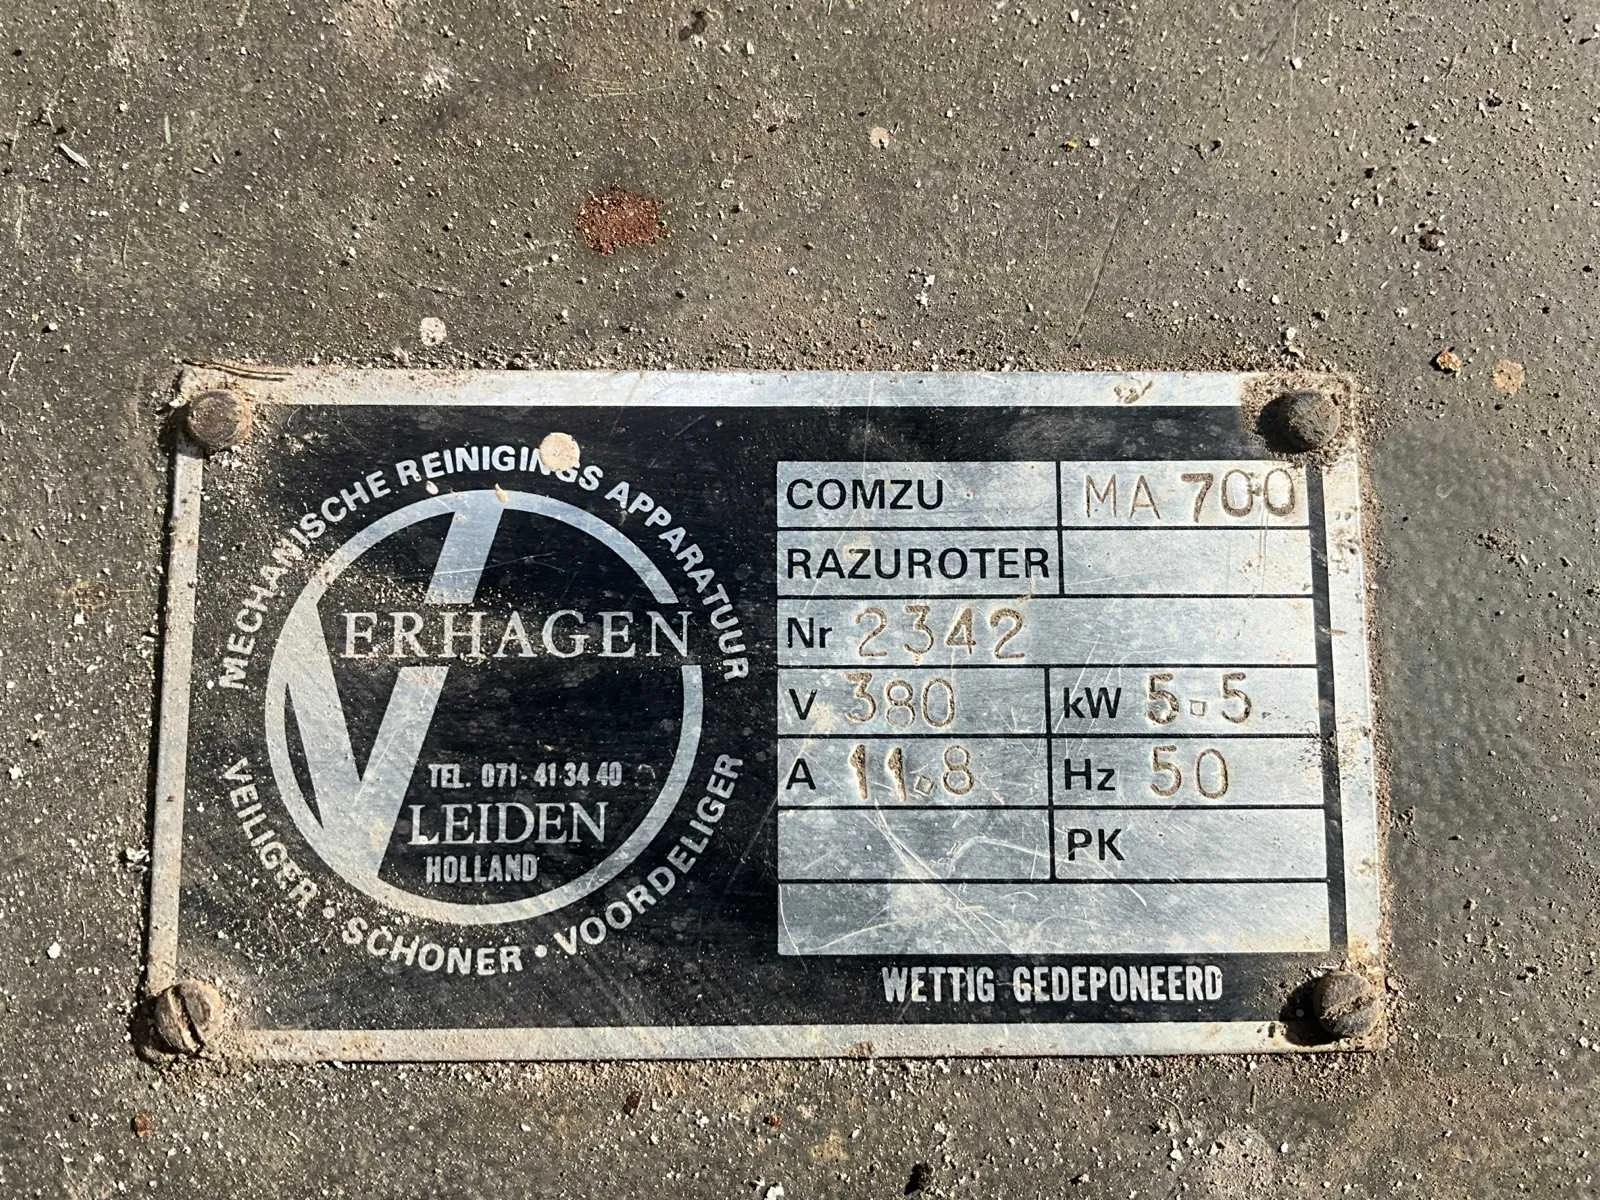 MECHANISCHE REINIGINGS APPARATUUR
VERHAGEN
TEL. 071-41 34 40
LEIDEN
HOLLAND
VEILIGER • SCHONER • VOORDELIGER
COMZU MA 700
RAZUROTER
Nr 2342
V 380 kW 5.5
A 11.8 Hz 50
PK
WETTIG GEDEPONEERD